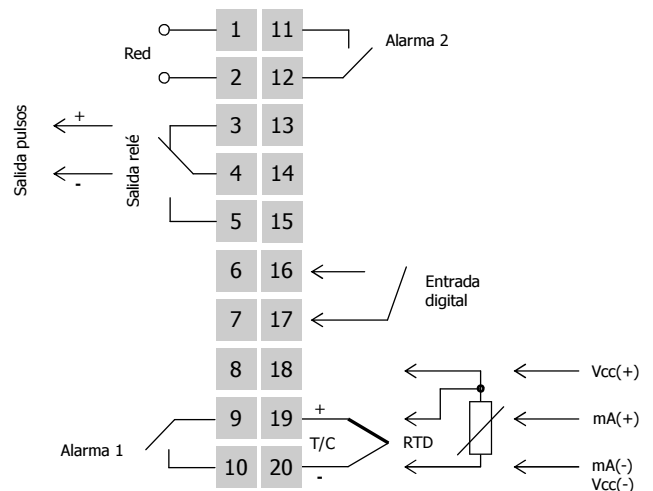 1 11
Alarma 2
Red
2 12
Salida pulsos
+
-
Salida relé
3 13
4 14
5 15
6 16
Entrada
digital
7 17
8 18
Vcc(+)
9 19
+
mA(+)
Alarma 1
T/C
RTD
10 20
-
mA(-)
Vcc(-)